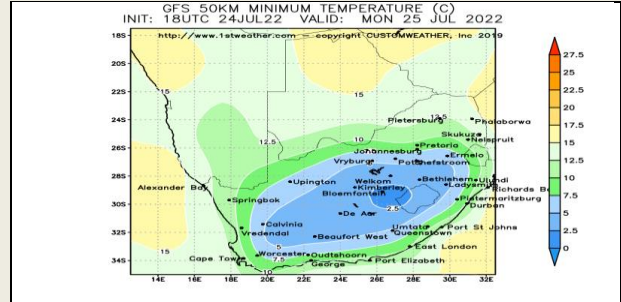 GFS 50KM MINIMUM TEMPERATURE (C)
INIT: 18UTC 24JUL22 VALID: MON 25 JUL 2022
http://www.1stweather.com — copyright CUSTOMWEATHER, Inc 2019
18S
20S
22S
24S
26S
28S
30S
32S
34S
14E
16E
18E
20E
22E
24E
26E
28E
30E
32E
15
15
12.5
Pietersburg
Phalaborwa
Skukuza
Nelspruit
10
12.5
Pretoria
Johannesburg
Ermelo
Vryburg
Potchefstroom
Alexander Bay
Upington
Welkom
Bethlehem
Ulundi
Kimberley
Ladysmith
Richards B
Springbok
Bloemfontein
Pietermaritzburg
2.5
Durban
De Aar
Calvinia
Umtata
Port St Johns
Vredendal
Beaufort West
Queenstown
5
East London
15
Cape Town
Worcester
7.5
Oudtshoorn
George
Port Elizabeth
10
27.5
25
22.5
20
17.5
15
12.5
10
7.5
5
2.5
0